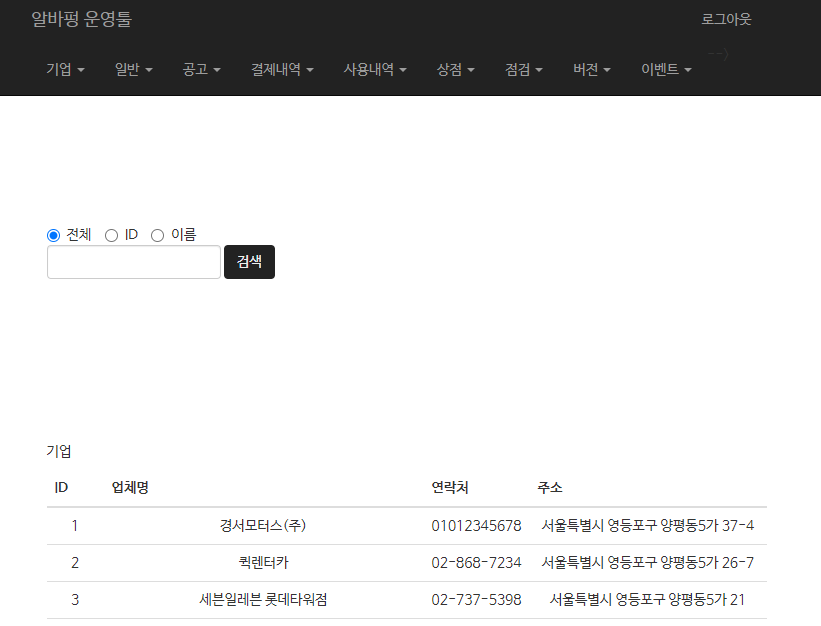 알바평 운영툴 로그아웃
-->
기업 일반 공고 결제내역 사용내역 상점 점검 버전 이벤트
전체 ID 이름
검색
기업
ID 업체명 연락처 주소
1 경서모터스(주) 01012345678 서울특별시 영등포구 양평동5가 37-4
2 퀵렌터카 02-868-7234 서울특별시 영등포구 양평동5가 26-7
3 세븐일레븐 롯데타워점 02-737-5398 서울특별시 영등포구 양평동5가 21